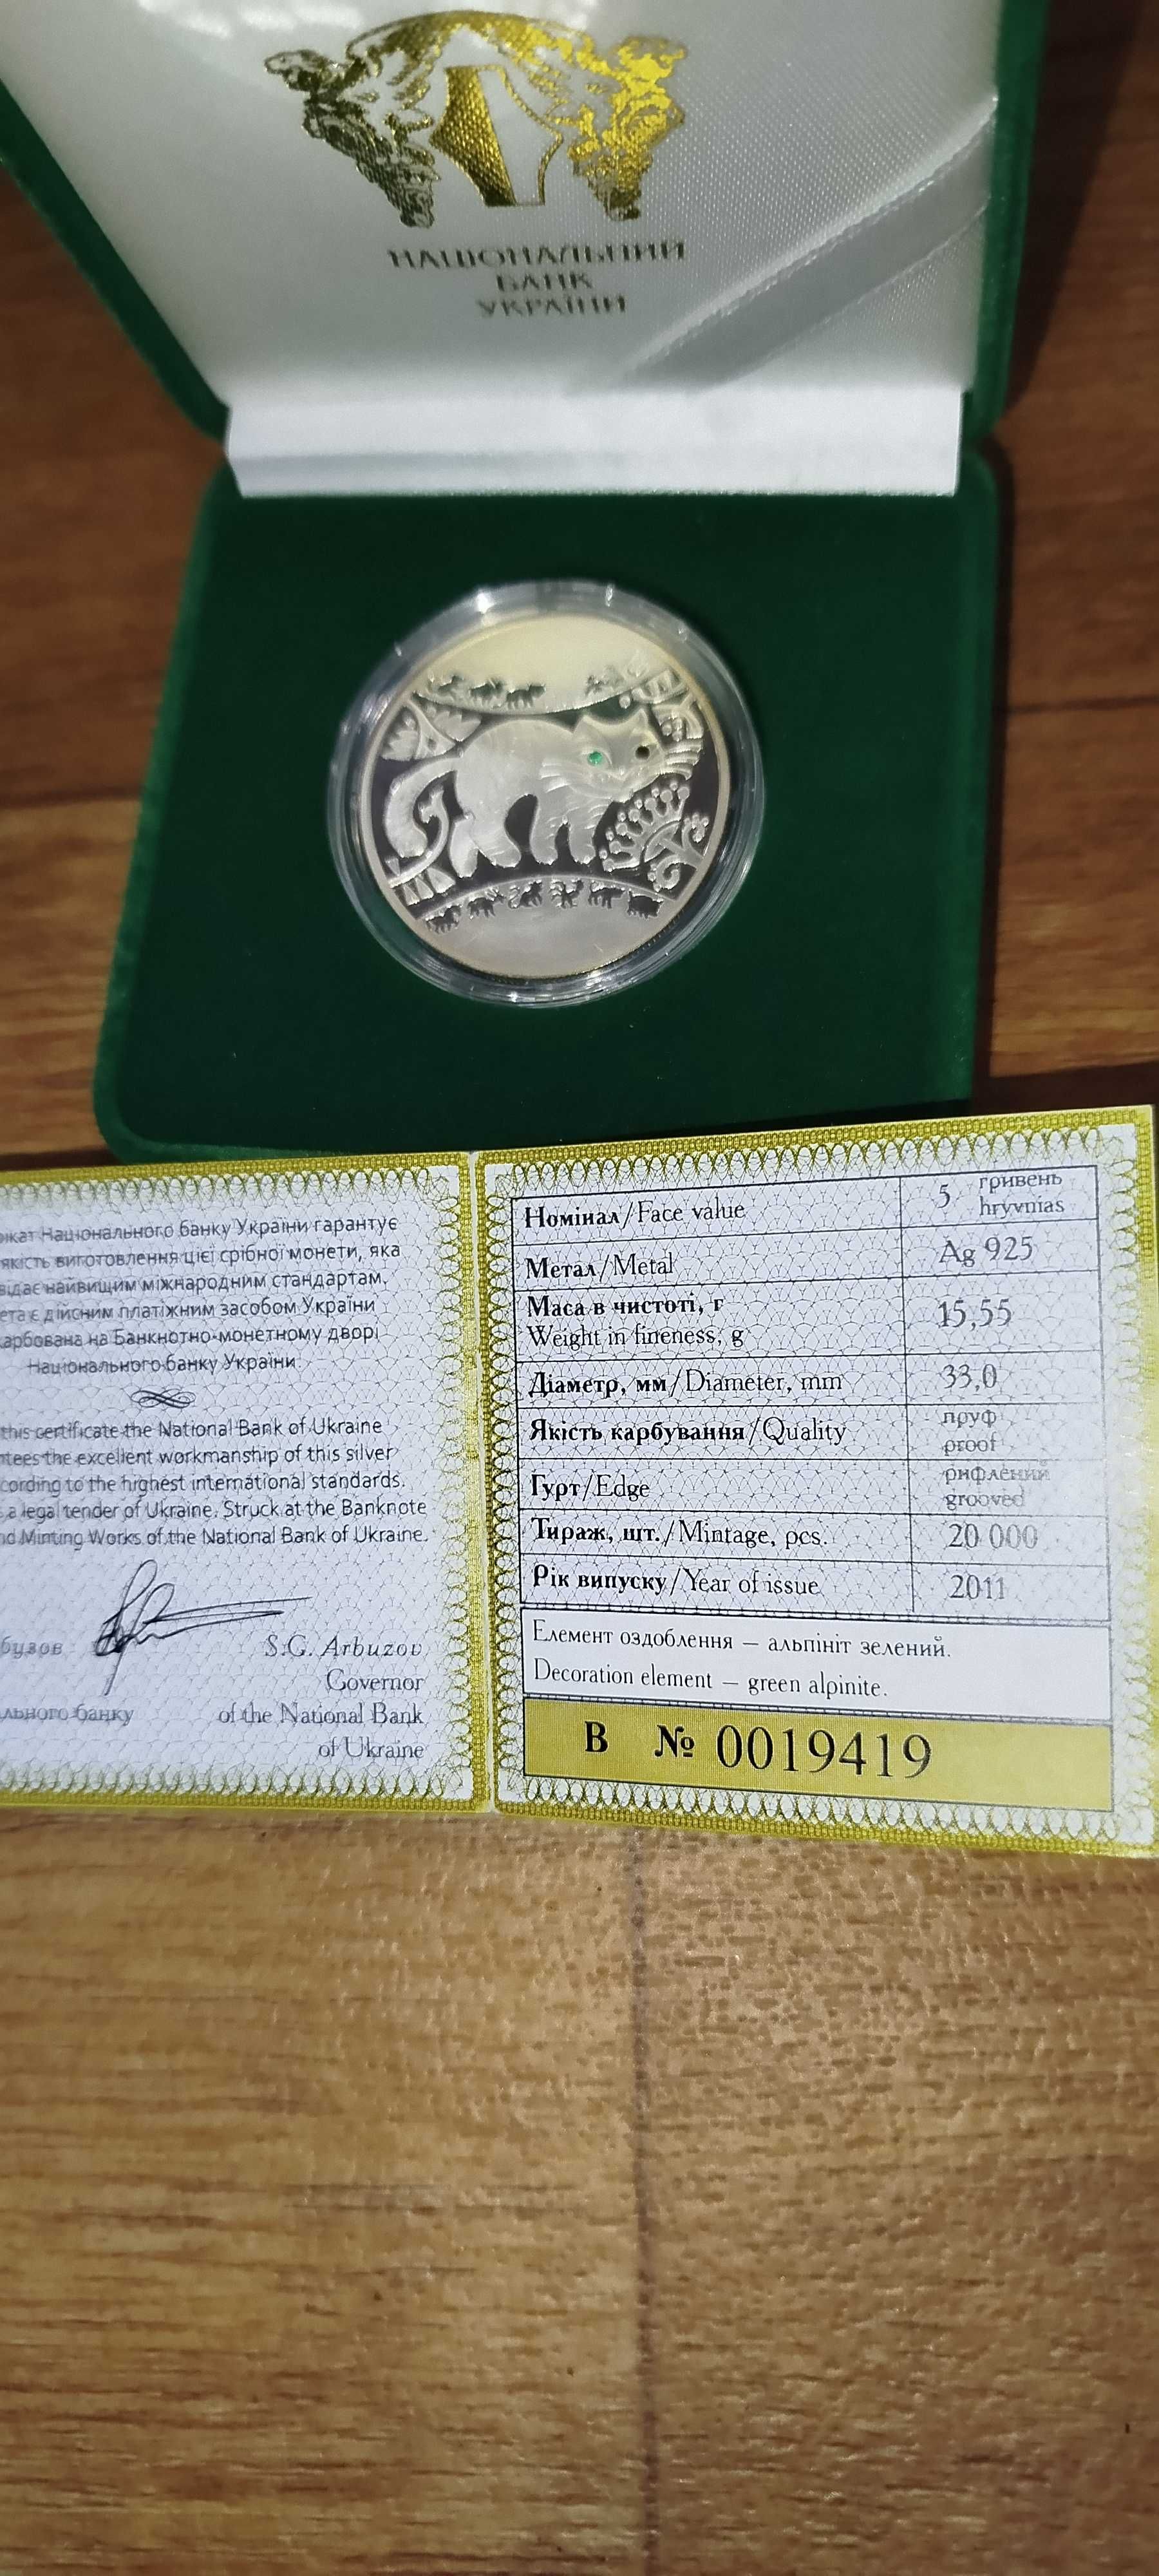 НАЦІОНАЛЬНИЙ
БАНК
УКРАЇНИ
Національного банку України гарантує
якість виготовлення цієї срібної монети, яка
найвищим міжнародним стандартам.
є дійсним платіжним засобом України
на Банкнотно-монетному дворі
Національного банку України.
this certificate the National Bank of Ukraine
the excellent workmanship of this silver
to the highest international standards.
a legal tender of Ukraine. Struck at the Banknote
Minting Works of the National Bank of Ukraine.
S.G. Arbuzov
Governor
банку of the National Bank
of Ukraine
Номінал/Face value 5 гривень hryvnias
Метал/Metal Ag 925
Маса в чистоті, г
Weight in fineness, g 15,55
Діаметр, мм/Diameter, mm 33,0
Якість карбування/Quality пруф proof
Гурт/Edge рифлений grooved
Тираж, шт./Mintage, pcs. 20 000
Рік випуску/Year of issue 2011
Елемент оздоблення — альпініт зелений.
Decoration element — green alpinite.
В № 0019419